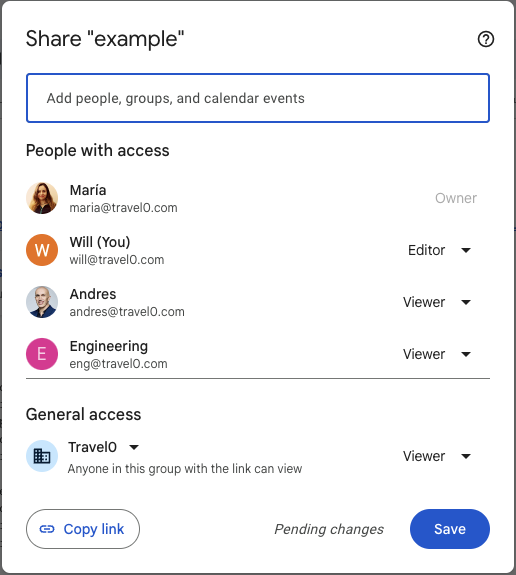 Share "example"
Add people, groups, and calendar events
People with access
María
maria@travel0.com
Owner
W
Will (You)
will@travel0.com
Editor
Andres
andres@travel0.com
Viewer
E
Engineering
eng@travel0.com
Viewer
General access
Travel0
Anyone in this group with the link can view
Viewer
Copy link
Pending changes
Save